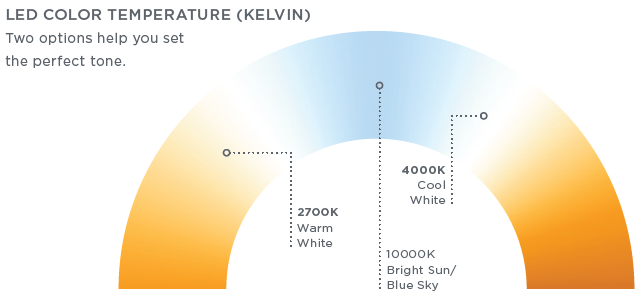 LED COLOR TEMPERATURE (KELVIN)
Two options help you set
the perfect tone.
2700K
Warm
White
10000K
Bright Sun/
Blue Sky
4000K
Cool
White